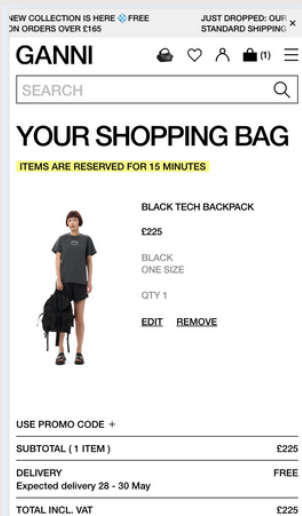 NEW COLLECTION IS HERE 💠 FREE
JUST DROPPED: OUR
ON ORDERS OVER £165
STANDARD SHIPPING
GANNI
(1)
SEARCH
YOUR SHOPPING BAG
ITEMS ARE RESERVED FOR 15 MINUTES
BLACK TECH BACKPACK
£225
BLACK
ONE SIZE
QTY 1
EDIT REMOVE
USE PROMO CODE +
SUBTOTAL ( 1 ITEM ) £225
DELIVERY FREE
Expected delivery 28 - 30 May
TOTAL INCL. VAT £225